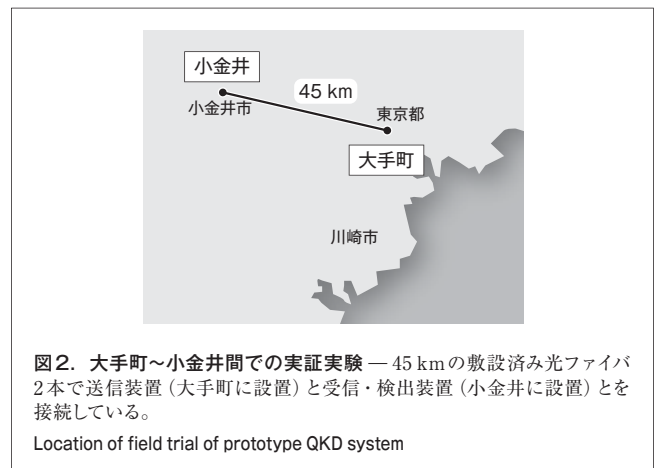 小金井
45 km
小金井市
東京都
大手町
川崎市
図2. 大手町～小金井間での実証実験 — 45 kmの敷設済み光ファイバ
2本で送信装置(大手町に設置)と受信・検出装置(小金井に設置)とを
接続している。
Location of field trial of prototype QKD system